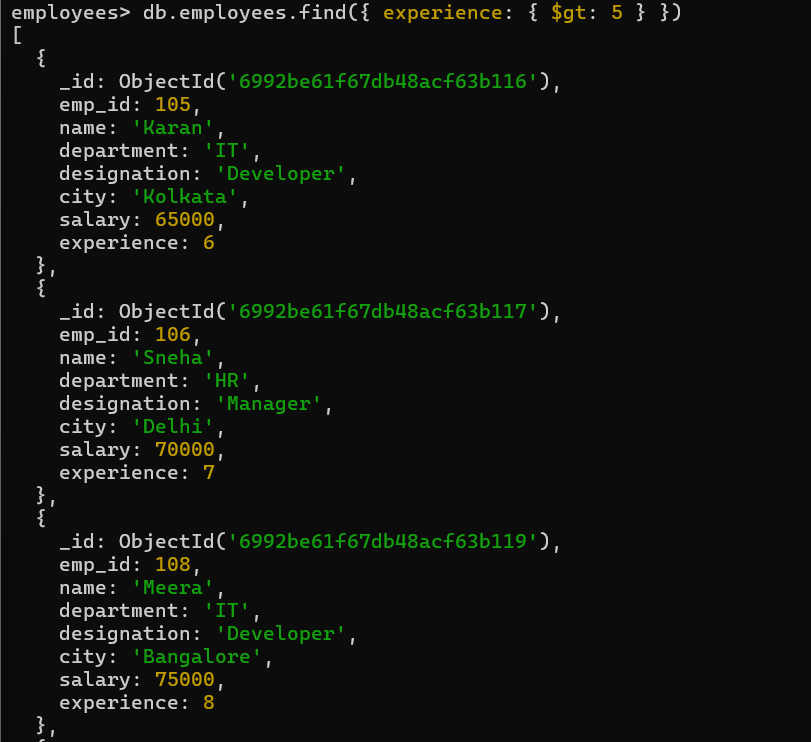 employees> db.employees.find({ experience: { $gt: 5 } })
[
  {
    _id: ObjectId('6992be61f67db48acf63b116'),
    emp_id: 105,
    name: 'Karan',
    department: 'IT',
    designation: 'Developer',
    city: 'Kolkata',
    salary: 65000,
    experience: 6
  },
  {
    _id: ObjectId('6992be61f67db48acf63b117'),
    emp_id: 106,
    name: 'Sneha',
    department: 'HR',
    designation: 'Manager',
    city: 'Delhi',
    salary: 70000,
    experience: 7
  },
  {
    _id: ObjectId('6992be61f67db48acf63b119'),
    emp_id: 108,
    name: 'Meera',
    department: 'IT',
    designation: 'Developer',
    city: 'Bangalore',
    salary: 75000,
    experience: 8
  },